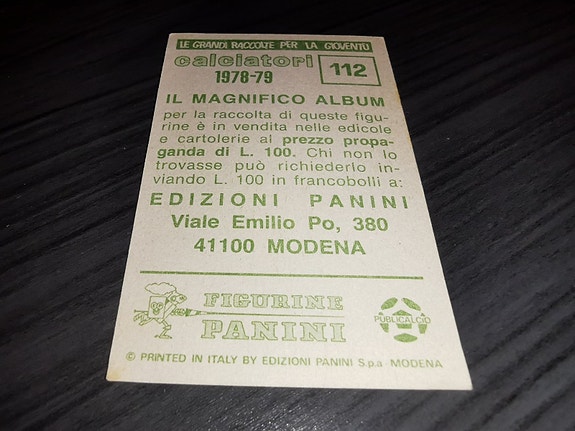 LE GRANDI RACCOLTE PER LA GIOVENTÙ
calciatori
1978-79
112
IL MAGNIFICO ALBUM
per la raccolta di queste figu-
rine è in vendita nelle edicole
e cartolerie al prezzo propa-
ganda di L. 100. Chi non lo
trovasse può richiederlo in-
viando L. 100 in francobolli a:
EDIZIONI PANINI
Viale Emilio Po, 380
41100 MODENA
FIGURINE
PANINI
PUBLICALCIO
© PRINTED IN ITALY BY EDIZIONI PANINI S.p.a MODENA